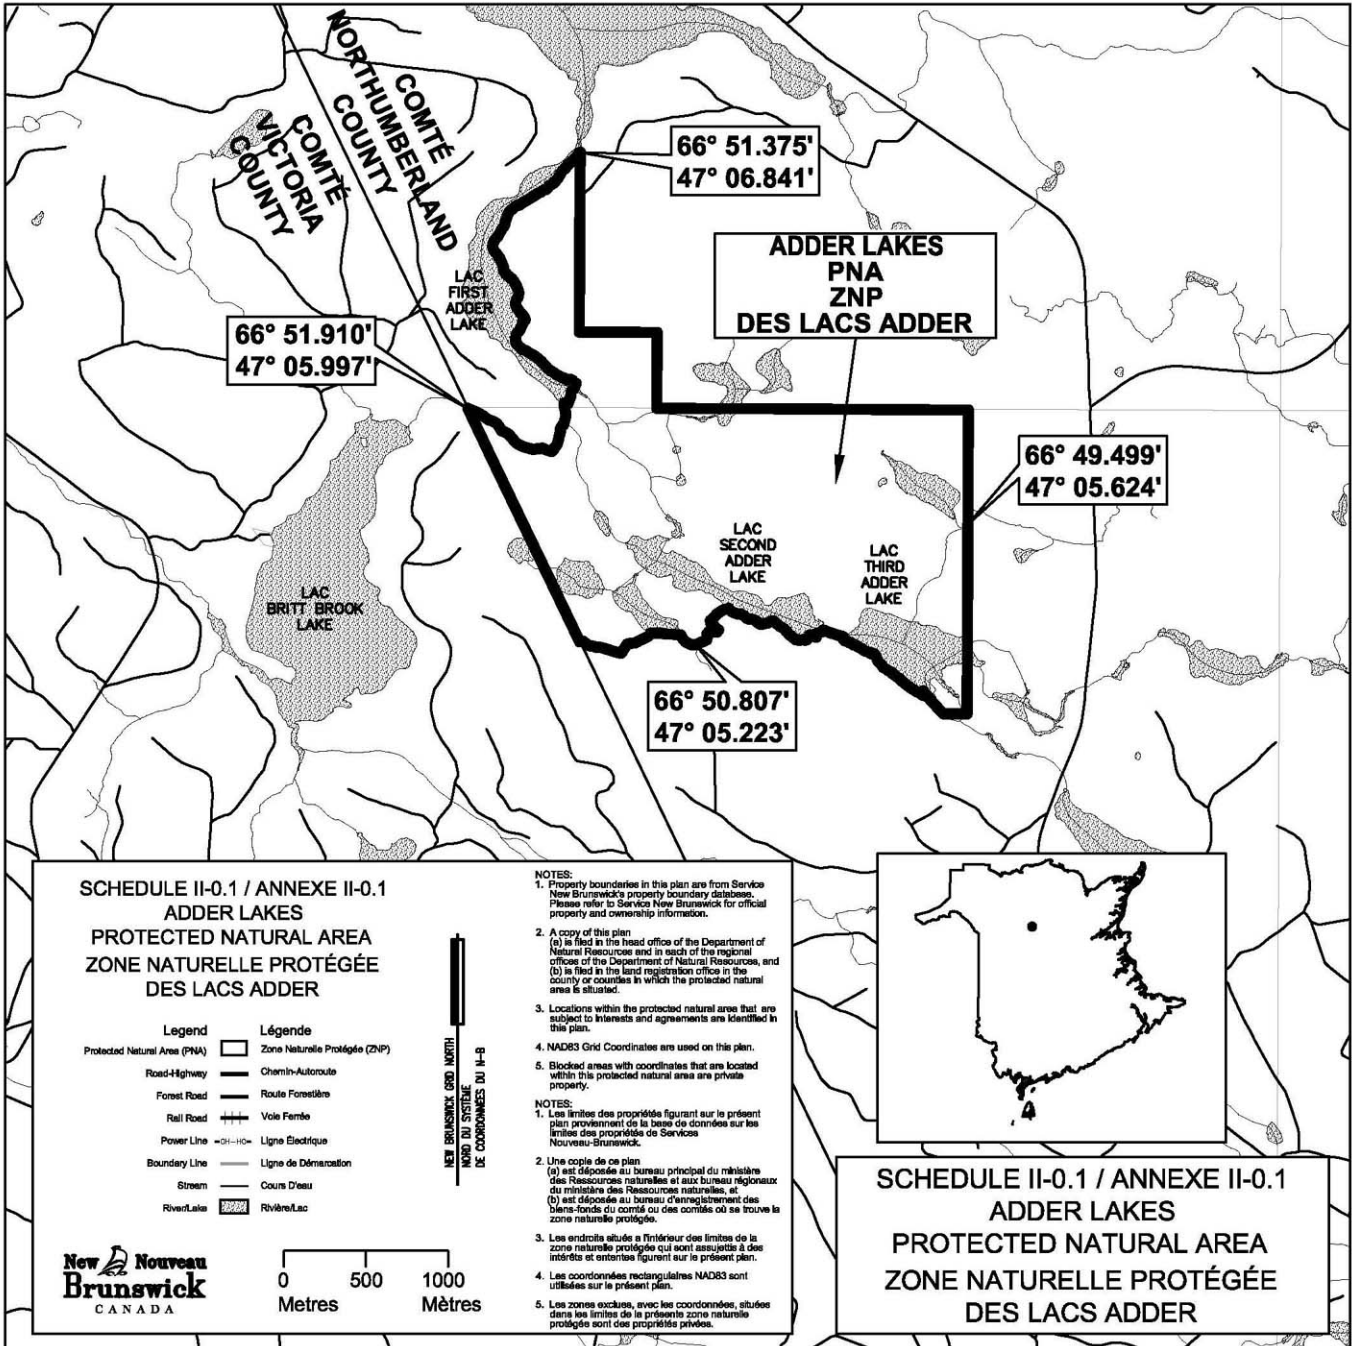 NORTHUMBERLAND
COUNTY
COMTÉ
COMTÉ
VICTORIA
COUNTY
66° 51.375'
47° 06.841'
ADDER LAKES
PNA
ZNP
DES LACS ADDER
LAC
FIRST
ADDER
LAKE
66° 51.910'
47° 05.997'
66° 49.499'
47° 05.624'
LAC
SECOND
ADDER
LAKE
LAC
THIRD
ADDER
LAKE
LAC
BRITT BROOK
LAKE
66° 50.807'
47° 05.223'
SCHEDULE II-0.1 / ANNEXE II-0.1
ADDER LAKES
PROTECTED NATURAL AREA
ZONE NATURELLE PROTÉGÉE
DES LACS ADDER
Legend Légende
Protected Natural Area (PNA) Zone Naturelle Protégée (ZNP)
Road-Highway Chemin-Autoroute
Forest Road Route Forestière
Rail Road Voie Ferrée
Power Line Ligne Électrique
Boundary Line Ligne de Démarcation
Stream Cours D'eau
River/Lake Rivière/Lac
NEW BRUNSWICK GRID NORTH
NORD DU SYSTÈME
DE COORDONNÉES DU N-B
New Nouveau
Brunswick
CANADA
0 500 1000
Metres Mètres
NOTES:
1. Property boundaries in this plan are from Service
New Brunswick's property boundary database.
Please refer to Service New Brunswick for official
property and ownership information.
2. A copy of this plan
(a) is filed in the head office of the Department of
Natural Resources and in each of the regional
offices of the Department of Natural Resources, and
(b) is filed in the land registration office in the
county or counties in which the protected natural
area is situated.
3. Locations within the protected natural area that are
subject to interests and agreements are identified in
this plan.
4. NAD83 Grid Coordinates are used on this plan.
5. Blocked areas with coordinates that are located
within this protected natural area are private
property.
NOTES:
1. Les limites des propriétés figurant sur le présent
plan proviennent de la base de données sur les
limites des propriétés de Services
Nouveau-Brunswick.
2. Une copie de ce plan
(a) est déposée au bureau principal du ministère
des Ressources naturelles et aux bureau régionaux
du ministère des Ressources naturelles, et
(b) est déposée au bureau d'enregistrement des
biens-fonds du comté ou des comtés où se trouve la
zone naturelle protégée.
3. Les endroits situés a l'intérieur des limites de la
zone naturelle protégée qui sont assujettis à des
intérêts et ententes figurent sur le présent plan.
4. Les coordonnées rectangulaires NAD83 sont
utilisées sur le présent plan.
5. Les zones exclues, avec les coordonnées, situées
dans les limites de la présente zone naturelle
protégée sont des propriétés privées.
SCHEDULE II-0.1 / ANNEXE II-0.1
ADDER LAKES
PROTECTED NATURAL AREA
ZONE NATURELLE PROTÉGÉE
DES LACS ADDER